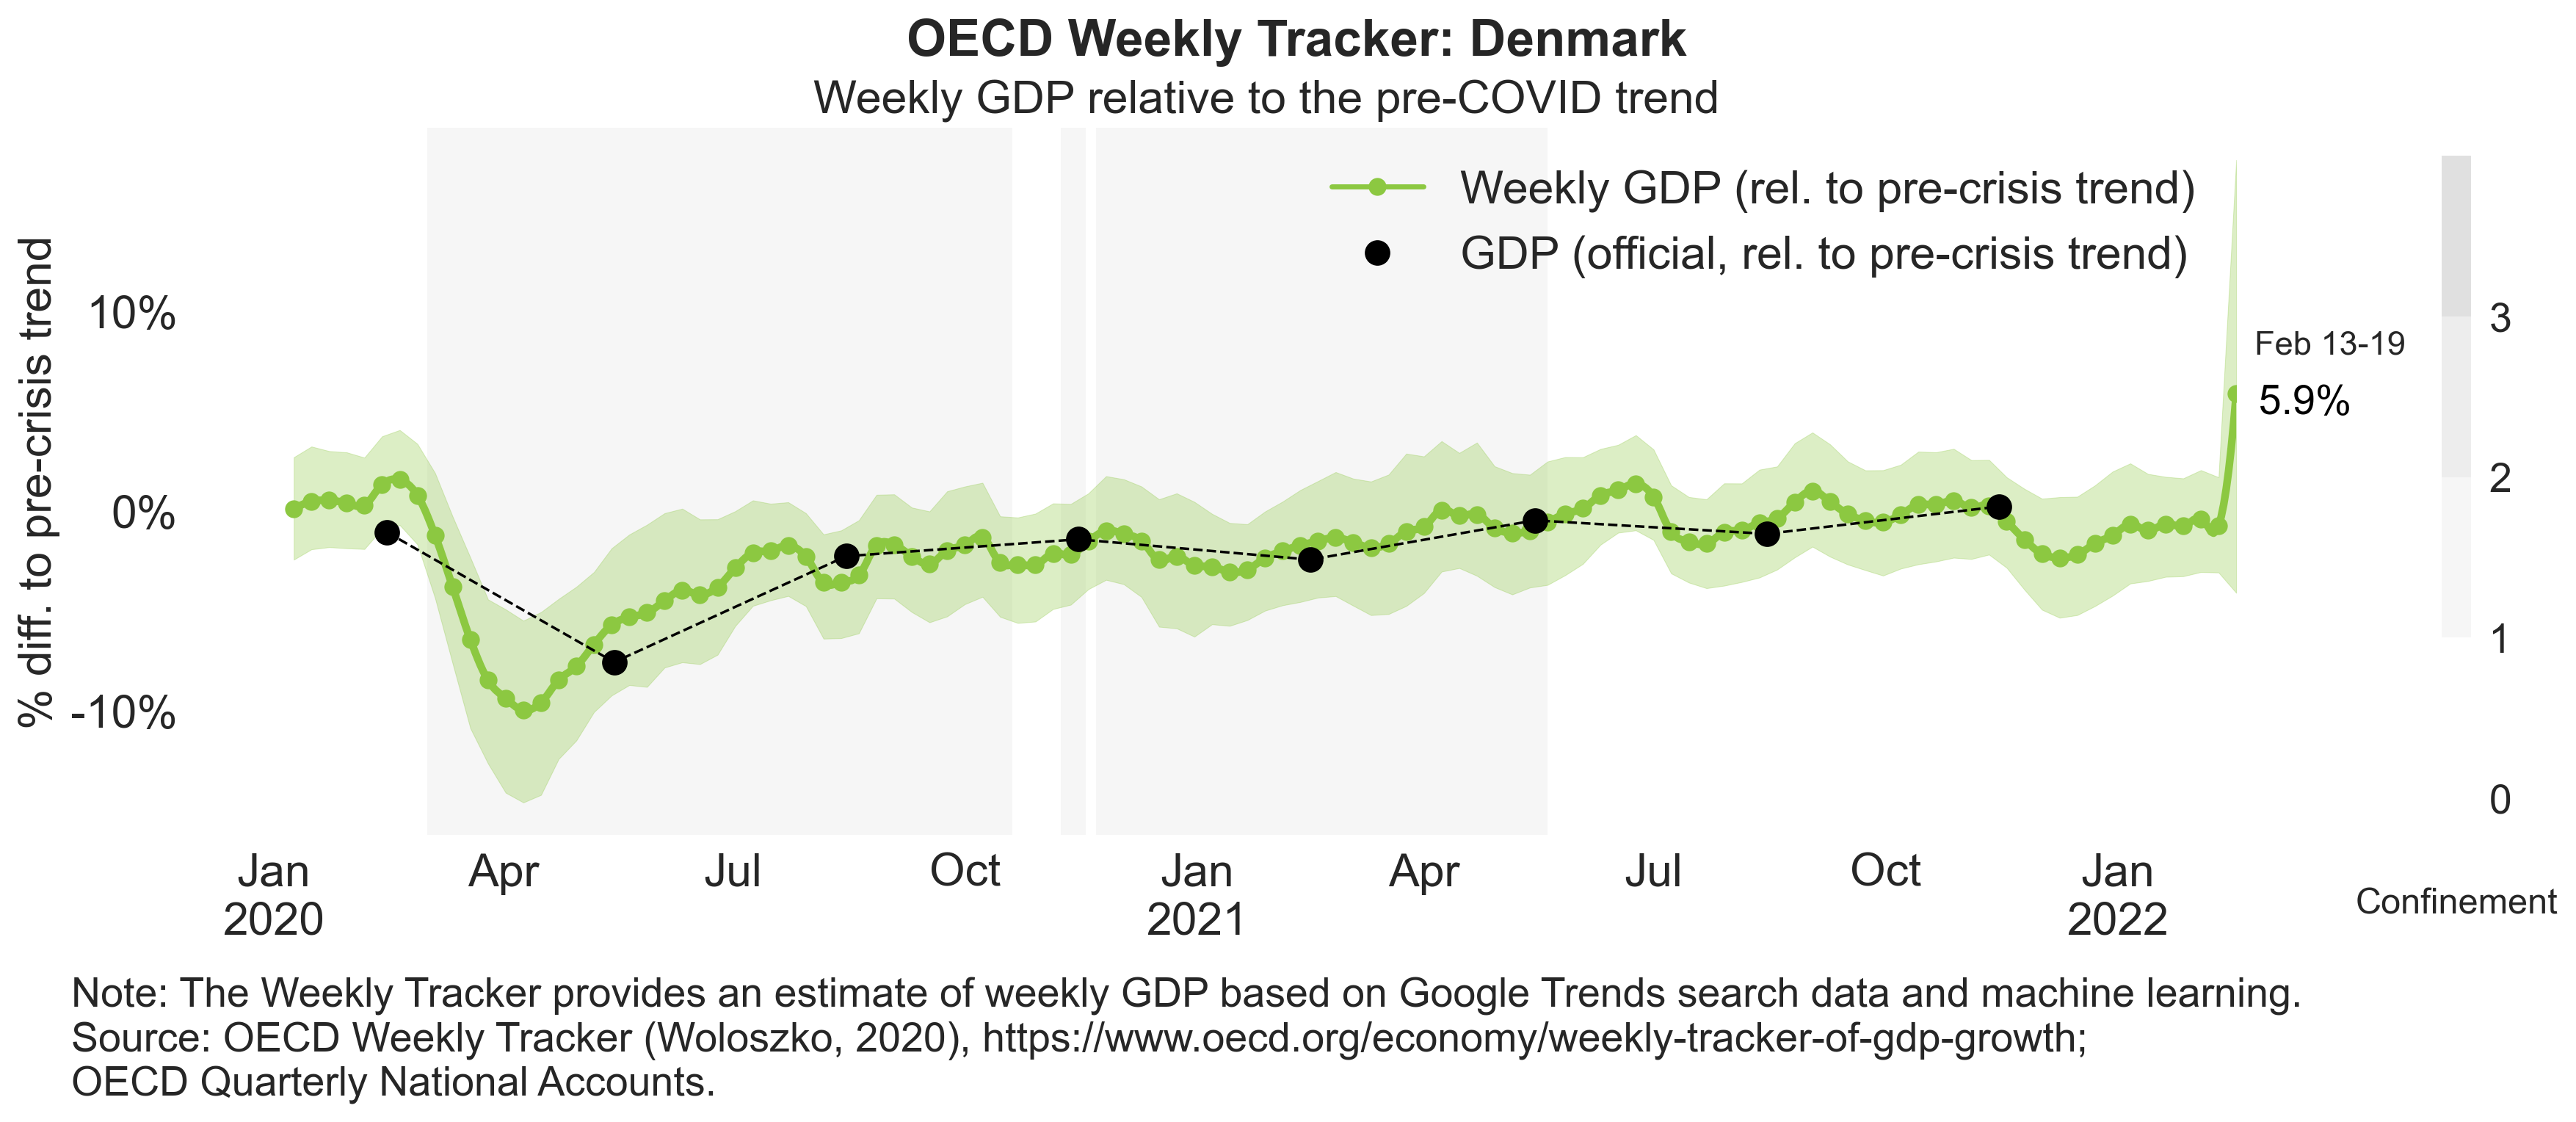 OECD Weekly Tracker: Denmark
Weekly GDP relative to the pre-COVID trend
Weekly GDP (rel. to pre-crisis trend)
GDP (official, rel. to pre-crisis trend)
% diff. to pre-crisis trend
10%
0%
-10%
Feb 13-19
5.9%
3
2
1
0
Confinement
Jan Apr Jul Oct Jan Apr Jul Oct Jan
2020 2021 2022
Note: The Weekly Tracker provides an estimate of weekly GDP based on Google Trends search data and machine learning.
Source: OECD Weekly Tracker (Woloszko, 2020), https://www.oecd.org/economy/weekly-tracker-of-gdp-growth;
OECD Quarterly National Accounts.